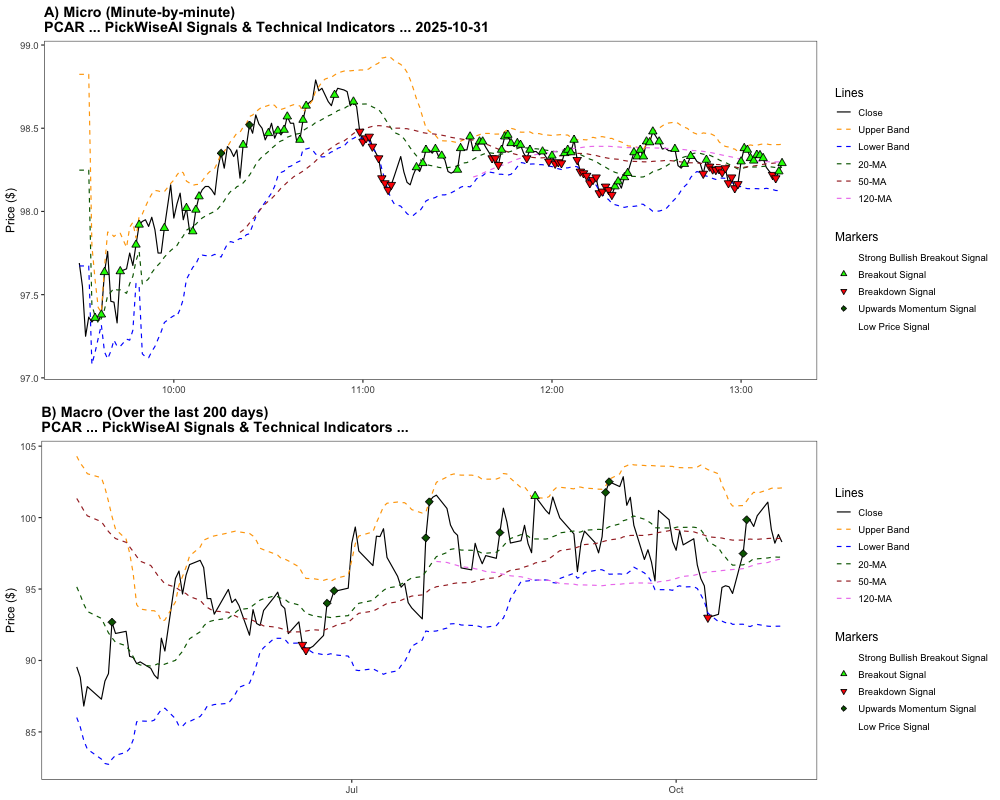 A) Micro (Minute-by-minute)
PCAR ... PickWiseAI Signals & Technical Indicators ... 2025-10-31
Price ($)
99.0
98.5
98.0
97.5
97.0
10:00
11:00
12:00
13:00
Lines
Close
Upper Band
Lower Band
20-MA
50-MA
120-MA
Markers
Strong Bullish Breakout Signal
Breakout Signal
Breakdown Signal
Upwards Momentum Signal
Low Price Signal
B) Macro (Over the last 200 days)
PCAR ... PickWiseAI Signals & Technical Indicators ...
Price ($)
105
100
95
90
85
Jul
Oct
Lines
Close
Upper Band
Lower Band
20-MA
50-MA
120-MA
Markers
Strong Bullish Breakout Signal
Breakout Signal
Breakdown Signal
Upwards Momentum Signal
Low Price Signal